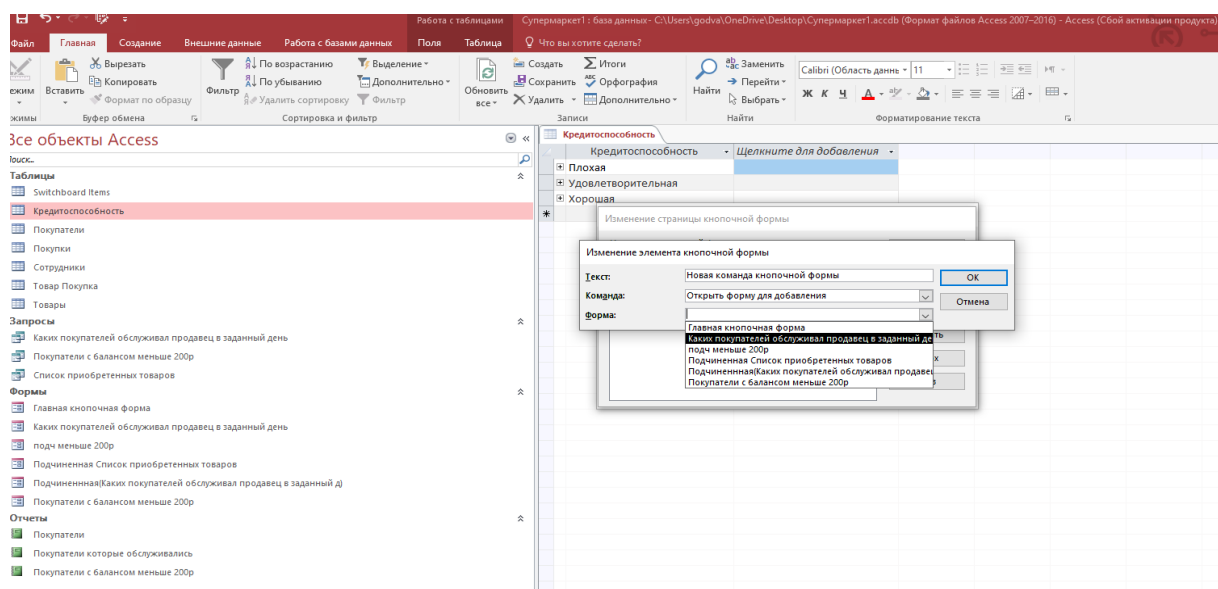 Работа с таблицами Супермаркет1 : база данных- C:\Users\godva\OneDrive\Desktop\Супермаркет1.accdb (Формат файлов Access 2007–2016) - Access (Сбой активации продукта)
Файл Главная Создание Внешние данные Работа с базами данных Поля Таблица Что вы хотите сделать?
ежим Вставить Вырезать Копировать Формат по образцу
Фильтр По возрастанию По убыванию Удалить сортировку Выделение Дополнительно Фильтр
Обновить все Создать Сохранить Удалить Итоги Орфография Дополнительно
Найти Заменить Перейти Выбрать
Calibri (Область данны 11
Ж К Ч А
жимы Буфер обмена Сортировка и фильтр Записи Найти Форматирование текста
Все объекты Access
Поиск...
Таблицы
Switchboard Items
Кредитоспособность
Покупатели
Покупки
Сотрудники
Товар Покупка
Товары
Запросы
Каких покупателей обслуживал продавец в заданный день
Покупатели с балансом меньше 200р
Список приобретенных товаров
Формы
Главная кнопочная форма
Каких покупателей обслуживал продавец в заданный день
подч меньше 200р
Подчиненная Список приобретенных товаров
Подчиненнная(Каких покупателей обслуживал продавец в заданный д)
Покупатели с балансом меньше 200р
Отчеты
Покупатели
Покупатели которые обслуживались
Покупатели с балансом меньше 200р
Кредитоспособность
Кредитоспособность Щелкните для добавления
Плохая
Удовлетворительная
Хорошая
Изменение страницы кнопочной формы
Изменение элемента кнопочной формы
Текст: Новая команда кнопочной формы ОК
Команда: Открыть форму для добавления Отмена
Форма:
Главная кнопочная форма
Каких покупателей обслуживал продавец в заданный де
подч меньше 200р
Подчиненная Список приобретенных товаров
Подчиненнная(Каких покупателей обслуживал продавец
Покупатели с балансом меньше 200р